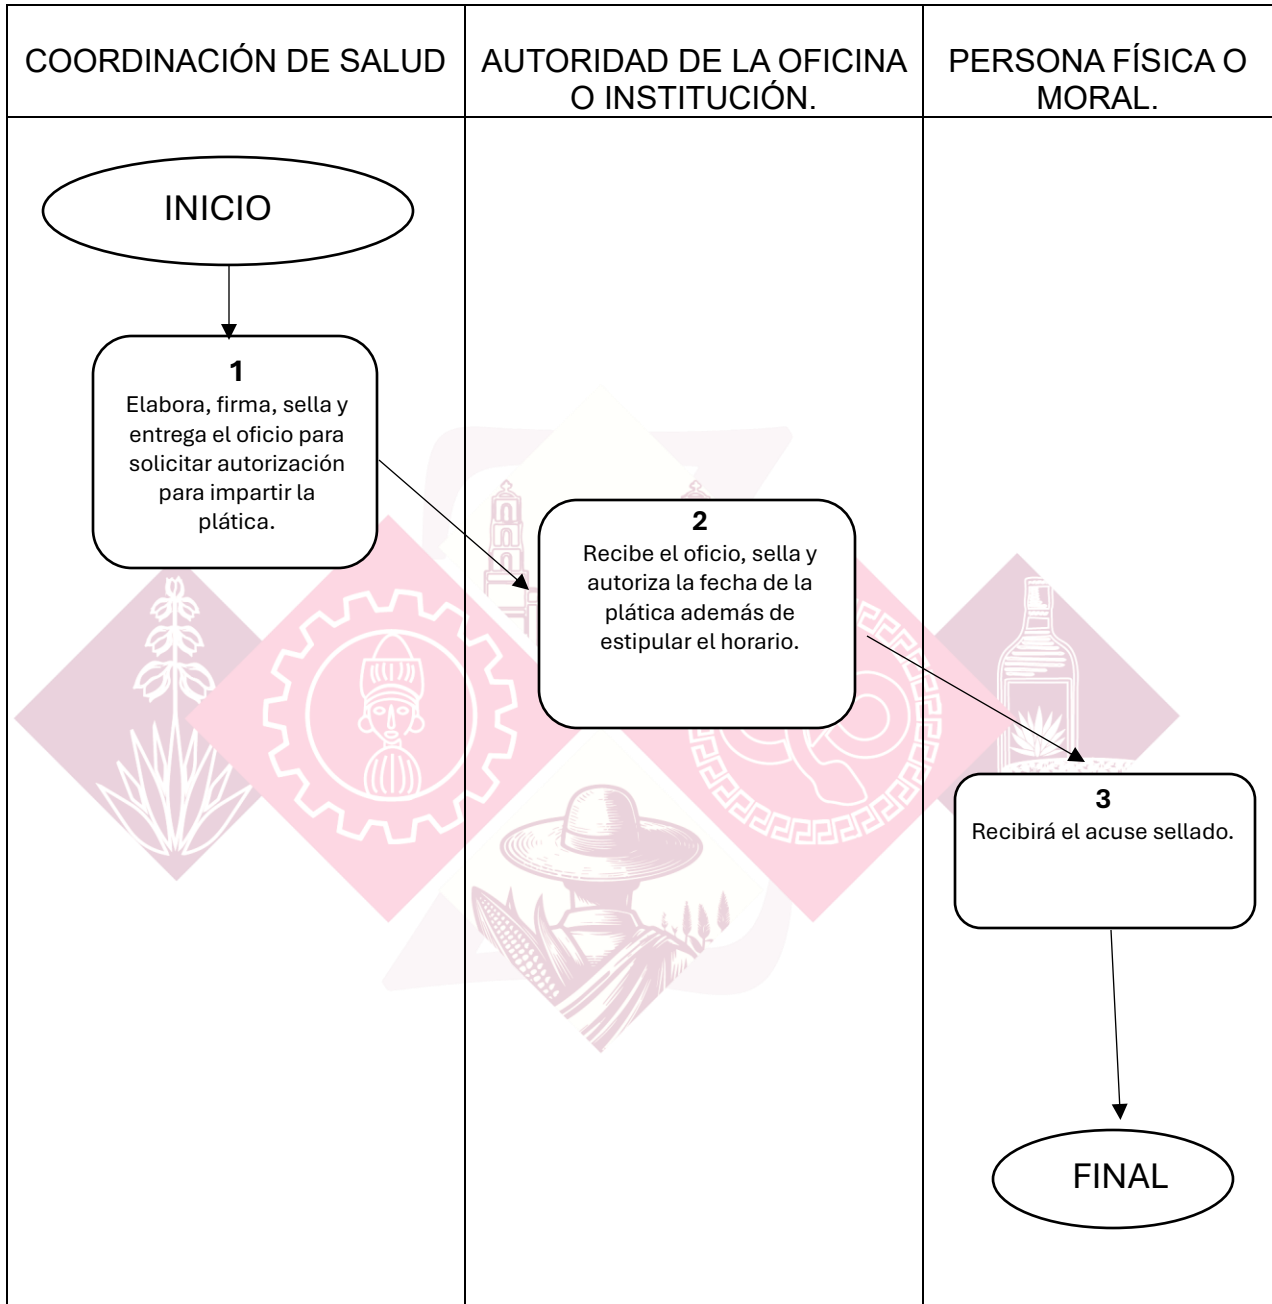 COORDINACIÓN DE SALUD
AUTORIDAD DE LA OFICINA
O INSTITUCIÓN.
PERSONA FÍSICA O
MORAL.
INICIO
1
Elabora, firma, sella y
entrega el oficio para
solicitar autorización
para impartir la
plática.
2
Recibe el oficio, sella y
autoriza la fecha de la
plática además de
estipular el horario.
3
Recibirá el acuse sellado.
FINAL